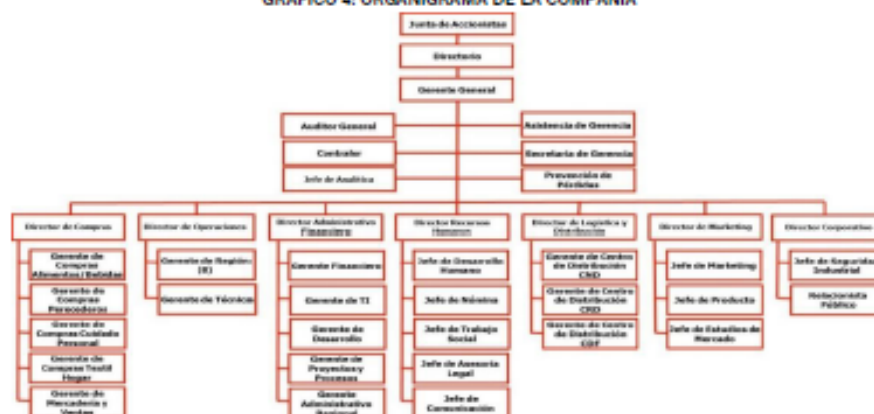 GRÁFICO 4: ORGANIGRAMA DE LA COMPAÑÍA
Junta de Accionistas
Directorio
Gerente General
Auditor General
Asistencia de Gerencia
Contralor
Secretaria de Gerencia
Jefe de Analítica
Prevención de
Pérdidas
Director de Compras
Director de Operaciones
Director Administrativo
Financiero
Director Recursos
Humanos
Director de Logística y
Distribución
Director de Marketing
Director Corporativo
Gerente de
Compras
Alimentos/Bebidas
Gerente de
Compras
Perecederos
Gerente de
Compras Cuidado
Personal
Gerente de
Compras Textil
Hogar
Gerente de
Mercadería y
Ventas
Gerente de Región
Gerente de Técnica
Gerente Financiero
Gerente de TI
Gerente de
Desarrollo
Gerente de
Proyectos y
Procesos
Gerente
Administrativo
Regional
Jefe de Desarrollo
Humano
Jefe de Nómina
Jefe de Trabajo
Social
Jefe de Asesoría
Legal
Jefe de
Comunicación
Gerente de Centro
de Distribución
CND
Gerente de Centro
de Distribución
CRD
Gerente de Centro
de Distribución
CDF
Jefe de Marketing
Jefe de Producto
Jefe de Estudios de
Mercado
Jefe de Seguridad
Industrial
Relacionista
Público